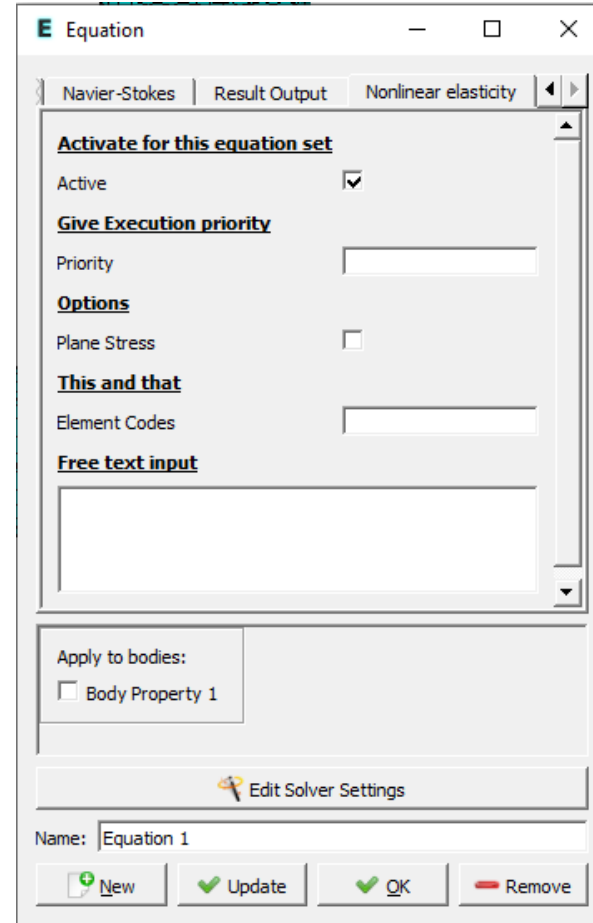 E Equation
Navier-Stokes Result Output Nonlinear elasticity
Activate for this equation set
Active
Give Execution priority
Priority
Options
Plane Stress
This and that
Element Codes
Free text input
Apply to bodies:
Body Property 1
Edit Solver Settings
Name: Equation 1
New Update OK Remove